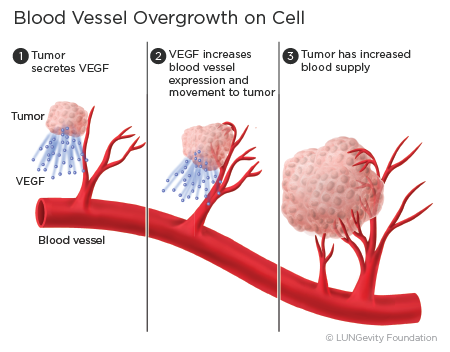 Blood Vessel Overgrowth on Cell
1 Tumor
secretes VEGF
2 VEGF increases
blood vessel
expression and
movement to tumor
3 Tumor has increased
blood supply
Tumor
VEGF
Blood vessel
© LUNGevity Foundation